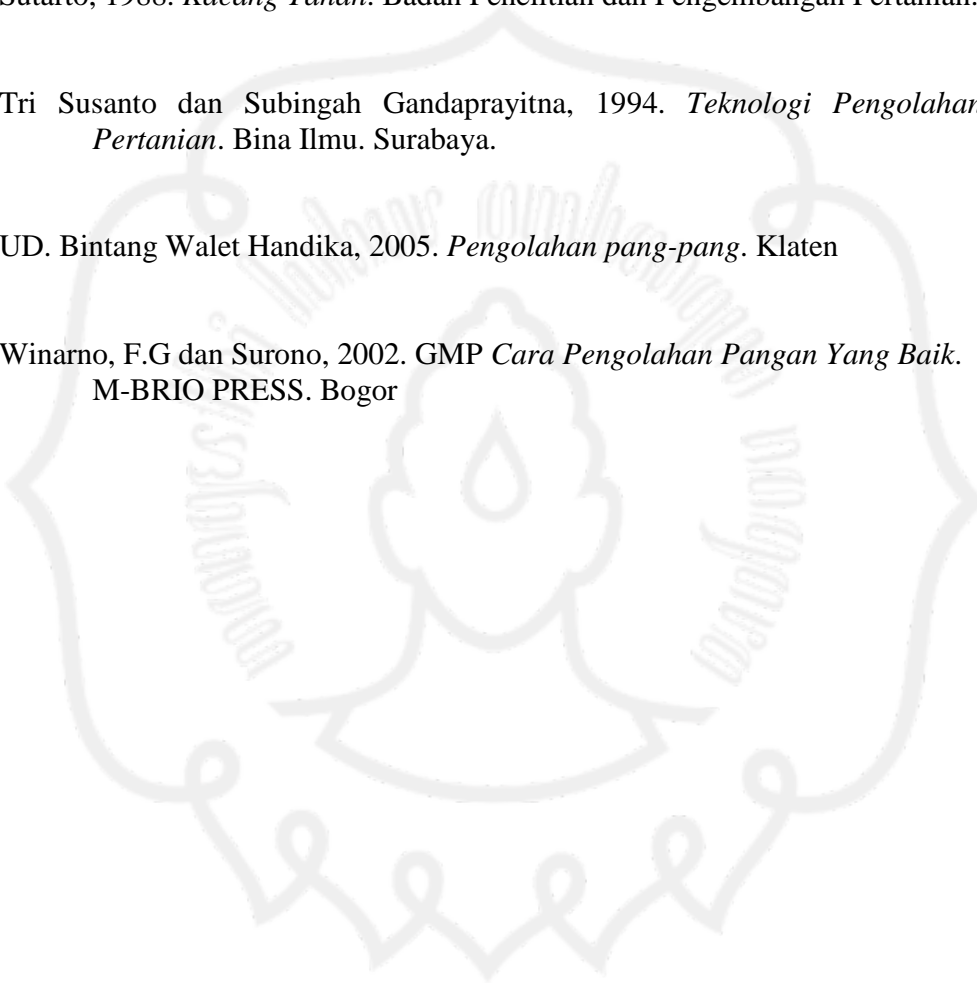 Kacang Tanah. Badan Penelitian dan Pengembangan Pertanian.
Tri Susanto dan Subingah Gandaprayitna, 1994. Teknologi Pengolahan
Pertanian. Bina Ilmu. Surabaya.
UD. Bintang Walet Handika, 2005. Pengolahan pang-pang. Klaten
Winarno, F.G dan Surono, 2002. GMP Cara Pengolahan Pangan Yang Baik.
M-BRIO PRESS. Bogor